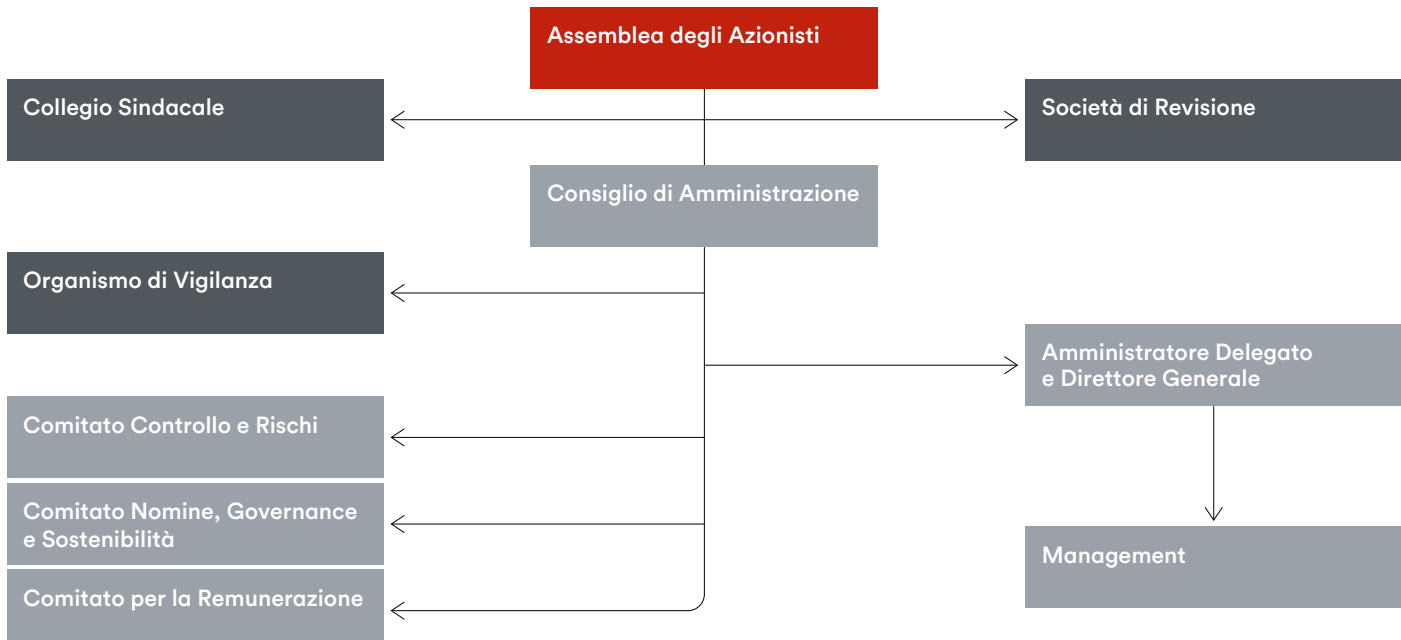 Assemblea degli Azionisti
Collegio Sindacale
Società di Revisione
Consiglio di Amministrazione
Organismo di Vigilanza
Amministratore Delegato
e Direttore Generale
Comitato Controllo e Rischi
Comitato Nomine, Governance
e Sostenibilità
Management
Comitato per la Remunerazione